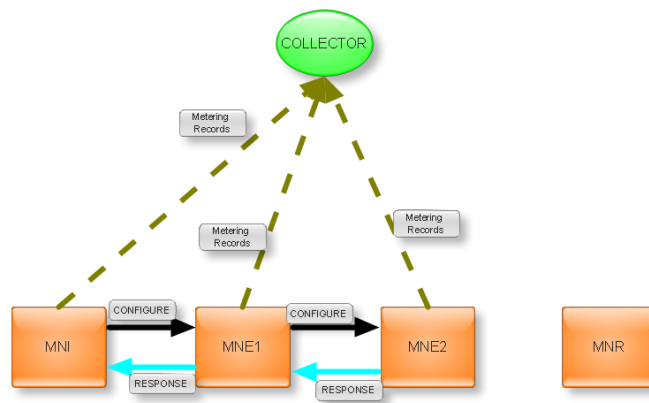 COLLECTOR
Metering
Records
Metering
Records
Metering
Records
CONFIGURE
CONFIGURE
MNI
MNE1
MNE2
MNR
RESPONSE
RESPONSE